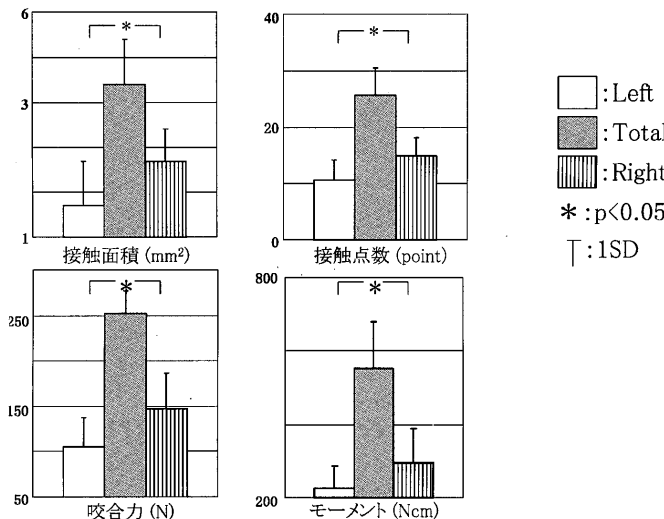 6
3
1
*
接触面積 (mm²)
40
20
0
*
接触点数 (point)
:Left
:Total
:Right
*:p<0.05
:1SD
250
150
50
*
咬合力 (N)
800
200
*
モーメント (Ncm)